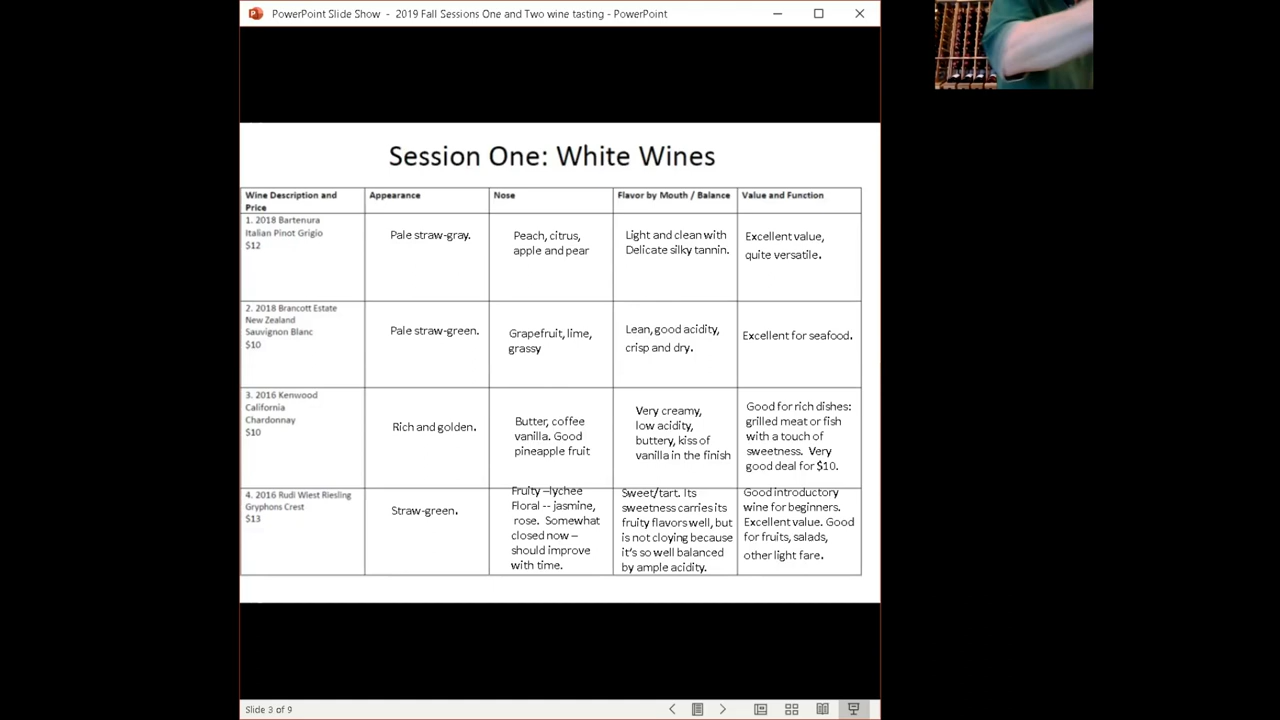 PowerPoint Slide Show - 2019 Fall Sessions One and Two wine tasting - PowerPoint
Session One: White Wines
Wine Description and
Price
Appearance
Nose
Flavor by Mouth / Balance
Value and Function
1. 2018 Bartenura
Italian Pinot Grigio
$12
Pale straw-gray.
Peach, citrus,
apple and pear
Light and clean with
Delicate silky tannin.
Excellent value,
quite versatile.
2. 2018 Brancott Estate
New Zealand
Sauvignon Blanc
$10
Pale straw-green.
Grapefruit, lime,
grassy
Lean, good acidity,
crisp and dry.
Excellent for seafood.
3. 2016 Kenwood
California
Chardonnay
$10
Rich and golden.
Butter, coffee
vanilla. Good
pineapple fruit
Very creamy,
low acidity,
buttery, kiss of
vanilla in the finish
Good for rich dishes:
grilled meat or fish
with a touch of
sweetness. Very
good deal for $10.
4. 2016 Rudi Wiest Riesling
Gryphons Crest
$13
Straw-green.
Fruity –lychee
Floral -- jasmine,
rose. Somewhat
closed now –
should improve
with time.
Sweet/tart. Its
sweetness carries its
fruity flavors well, but
is not cloying because
it's so well balanced
by ample acidity.
Good introductory
wine for beginners.
Excellent value. Good
for fruits, salads,
other light fare.
Slide 3 of 9